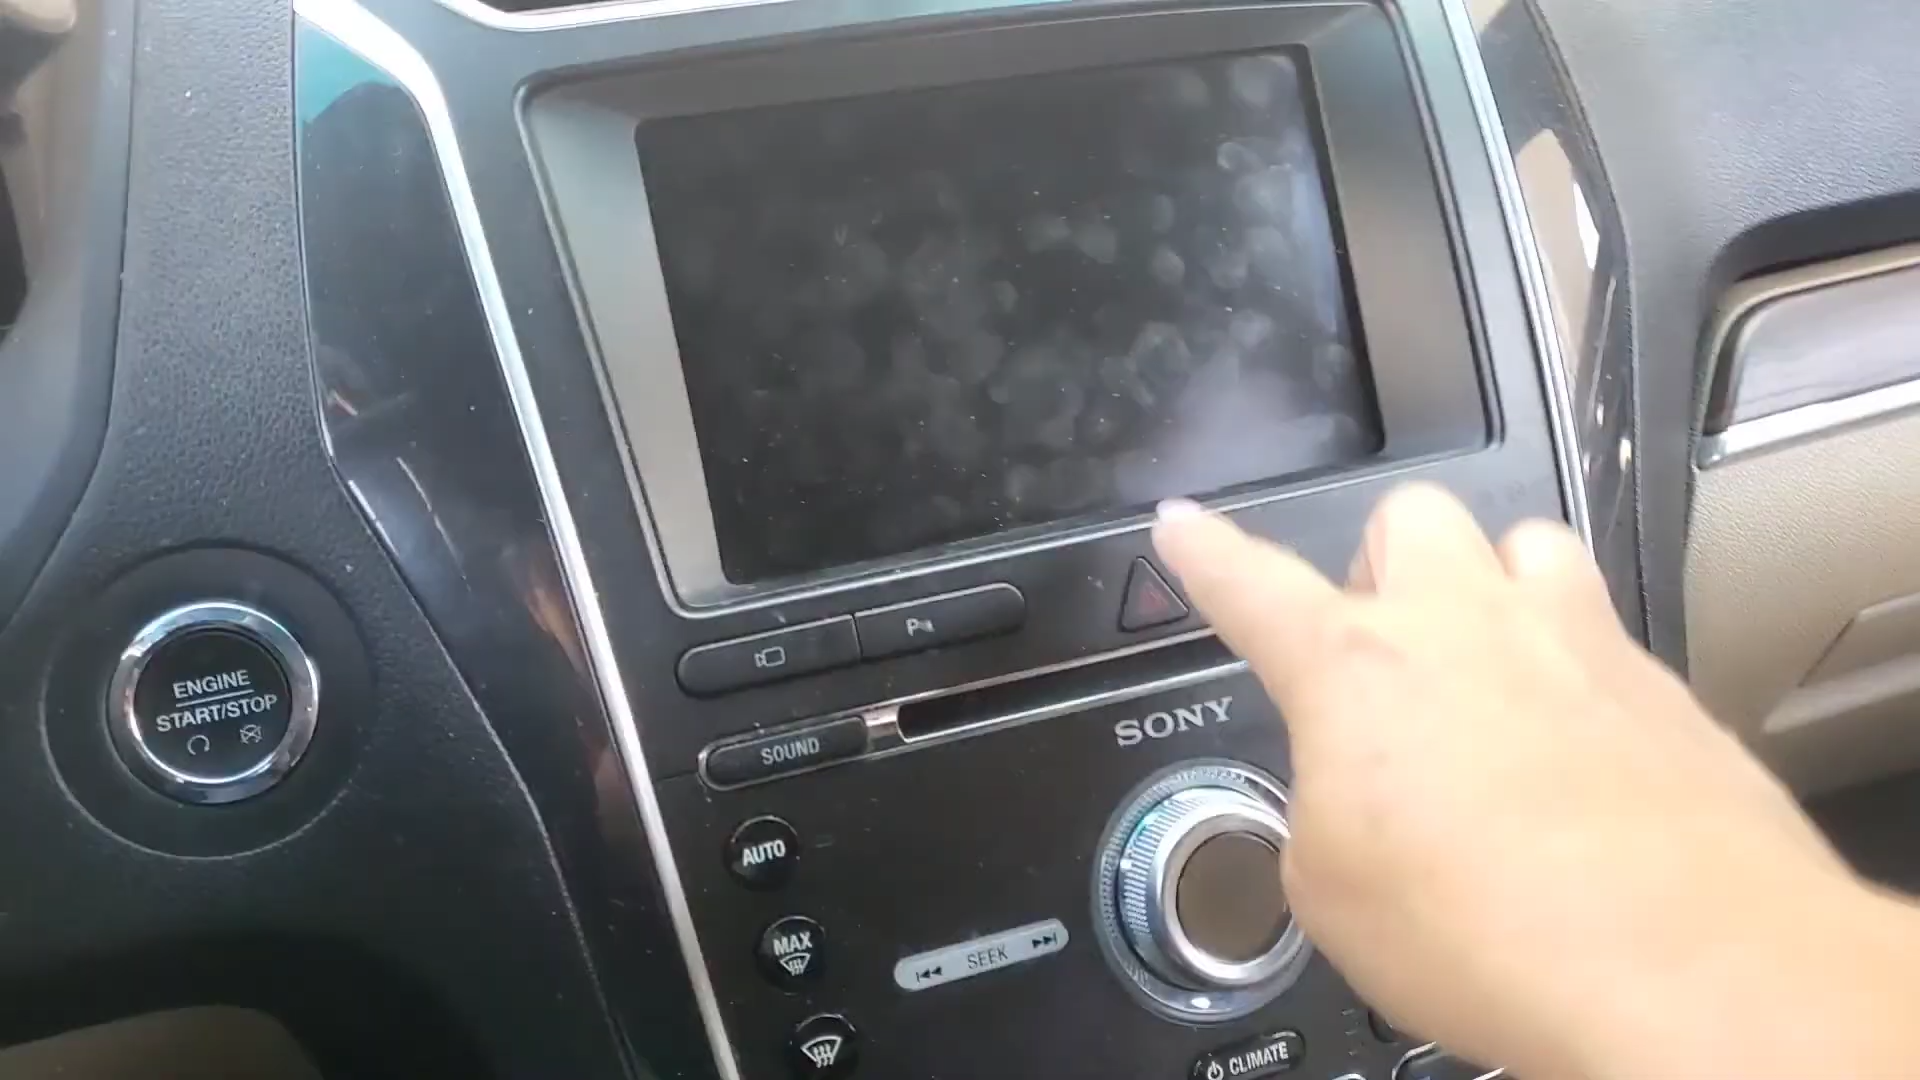 ENGINE
START/STOP
P
SOUND
SONY
AUTO
MAX
SEEK
CLIMATE